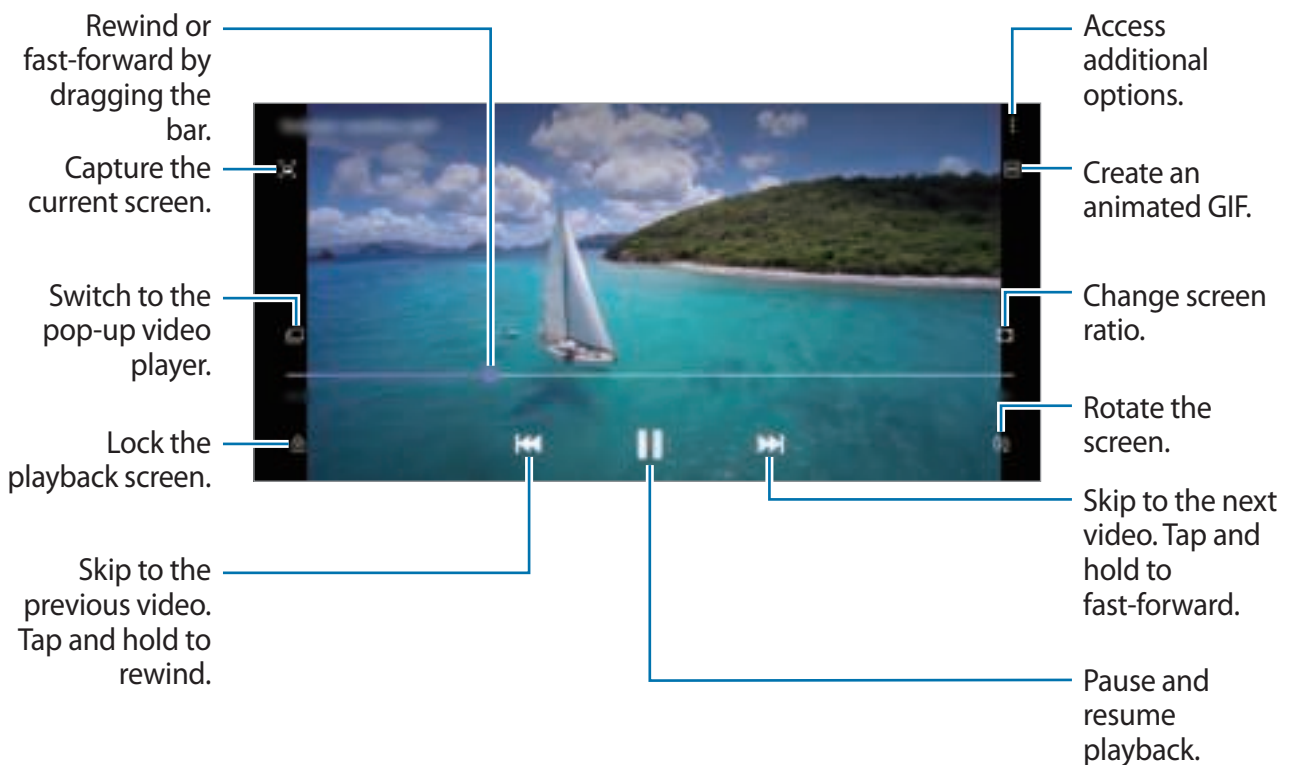 Rewind or
fast-forward by
dragging the
bar.
Capture the
current screen.
Switch to the
pop-up video
player.
Lock the
playback screen.
Skip to the
previous video.
Tap and hold to
rewind.
Access
additional
options.
Create an
animated GIF.
Change screen
ratio.
Rotate the
screen.
Skip to the next
video. Tap and
hold to
fast-forward.
Pause and
resume
playback.